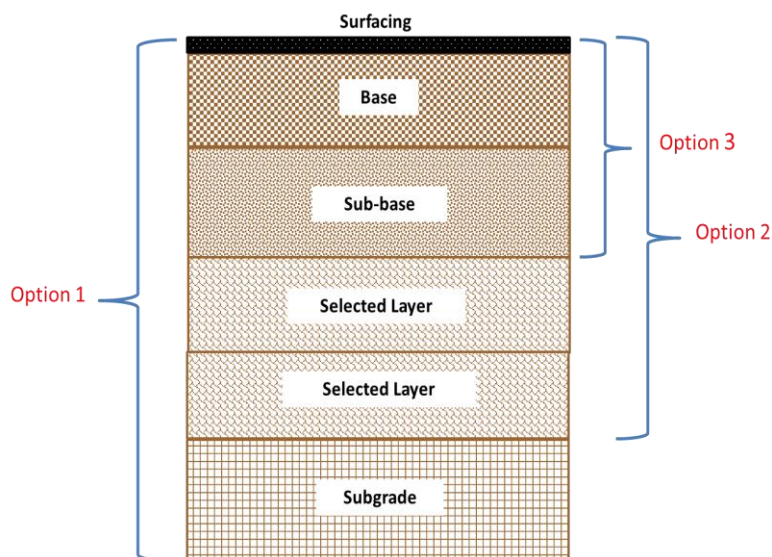 Surfacing
Base
Option 3
Sub-base
Option 2
Option 1
Selected Layer
Selected Layer
Subgrade